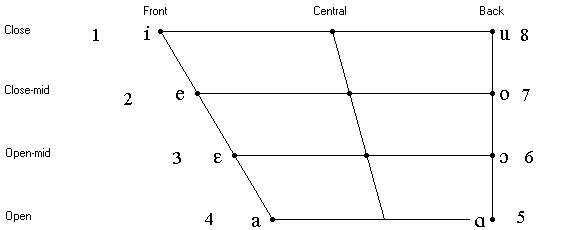 Front Central Back
Close 1 i u 8
Close-mid 2 e o 7
Open-mid 3 ɛ ɔ 6
Open 4 a ɑ 5